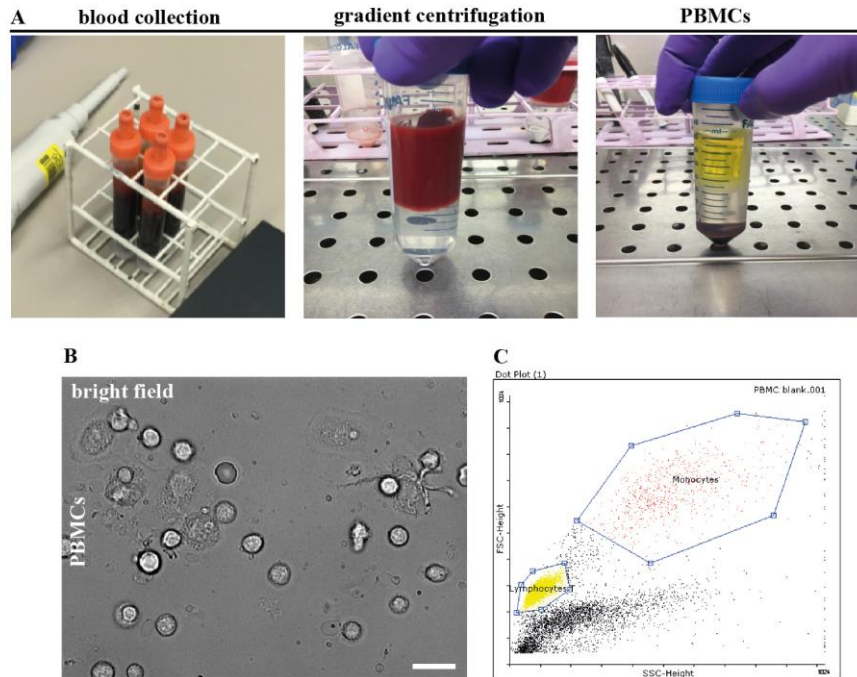 A
blood collection
gradient centrifugation
PBMCs
B
bright field
PBMCs
C
Dot Plot (1)
PBMC blank.001
Monocytes
Lymphocytes
FSC-Height
SSC-Height